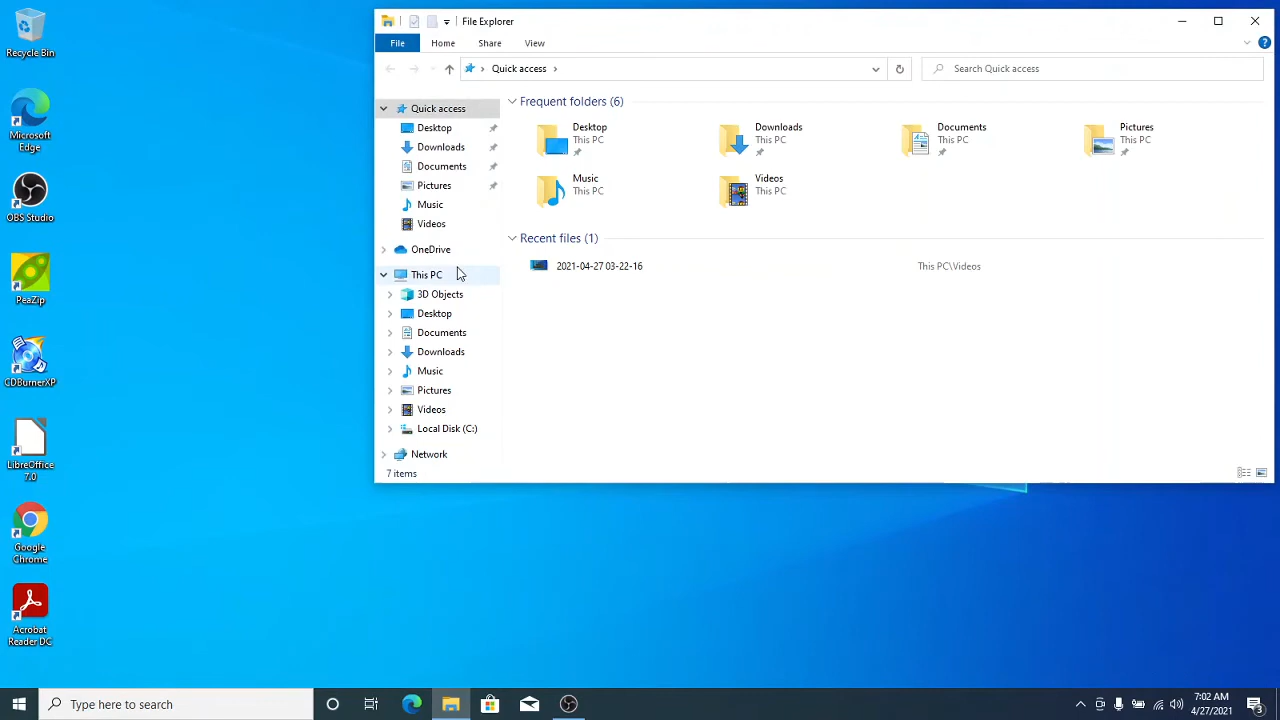 Recycle Bin
Microsoft
Edge
OBS Studio
PeaZip
CDBurnerXP
LibreOffice
7.0
Google
Chrome
Acrobat
Reader DC
File Explorer
File Home Share View
Quick access
Search Quick access
Quick access
Desktop
Downloads
Documents
Pictures
Music
Videos
OneDrive
This PC
3D Objects
Desktop
Documents
Downloads
Music
Pictures
Videos
Local Disk (C:)
Network
Frequent folders (6)
Desktop
This PC
Downloads
This PC
Documents
This PC
Pictures
This PC
Music
This PC
Videos
This PC
Recent files (1)
2021-04-27 03-22-16 This PC\Videos
7 items
Type here to search
7:02 AM
4/27/2021
3